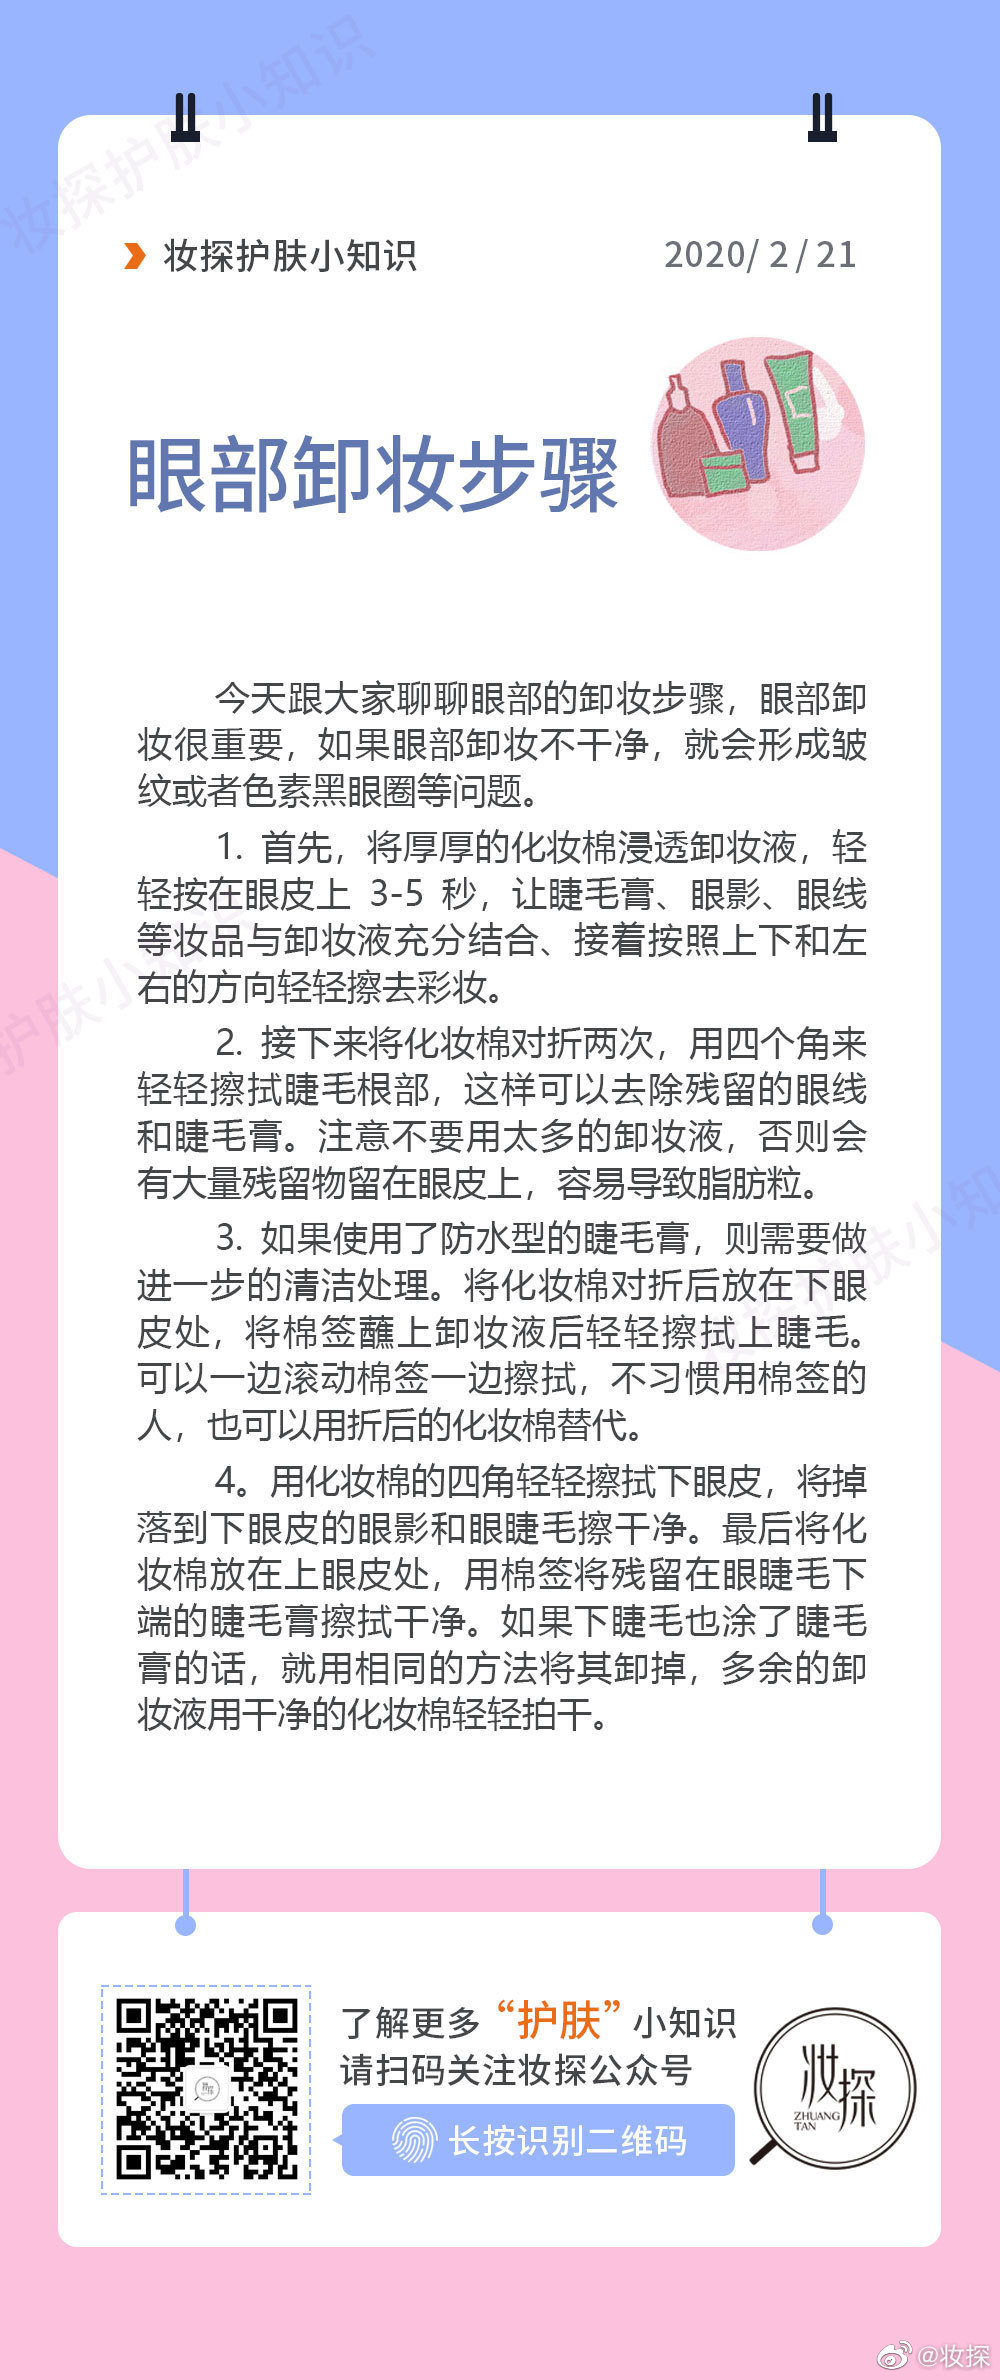 妆探护肤小知识
妆探护肤小知识
2020/ 2 / 21
眼部卸妆步骤
今天跟大家聊聊眼部的卸妆步骤，眼部卸
妆很重要，如果眼部卸妆不干净，就会形成皱
纹或者色素黑眼圈等问题。
1. 首先，将厚厚的化妆棉浸透卸妆液，轻
轻按在眼皮上 3-5 秒，让睫毛膏、眼影、眼线
等妆品与卸妆液充分结合、接着按照上下和左
右的方向轻轻擦去彩妆。
护肤小知识
2. 接下来将化妆棉对折两次，用四个角来
轻轻擦拭睫毛根部，这样可以去除残留的眼线
和睫毛膏。注意不要用太多的卸妆液，否则会
有大量残留物留在眼皮上，容易导致脂肪粒。
3. 如果使用了防水型的睫毛膏，则需要做
进一步的清洁处理。将化妆棉对折后放在下眼
皮处，将棉签蘸上卸妆液后轻轻擦拭上睫毛。
可以一边滚动棉签一边擦拭，不习惯用棉签的
人，也可以用折后的化妆棉替代。
妆探护肤小知
4。用化妆棉的四角轻轻擦拭下眼皮，将掉
落到下眼皮的眼影和眼睫毛擦干净。最后将化
妆棉放在上眼皮处，用棉签将残留在眼睫毛下
端的睫毛膏擦拭干净。如果下睫毛也涂了睫毛
膏的话，就用相同的方法将其卸掉，多余的卸
妆液用干净的化妆棉轻轻拍干。
了解更多“护肤”小知识
请扫码关注妆探公众号
长按识别二维码
妆探
ZHUANG
TAN
@妆探